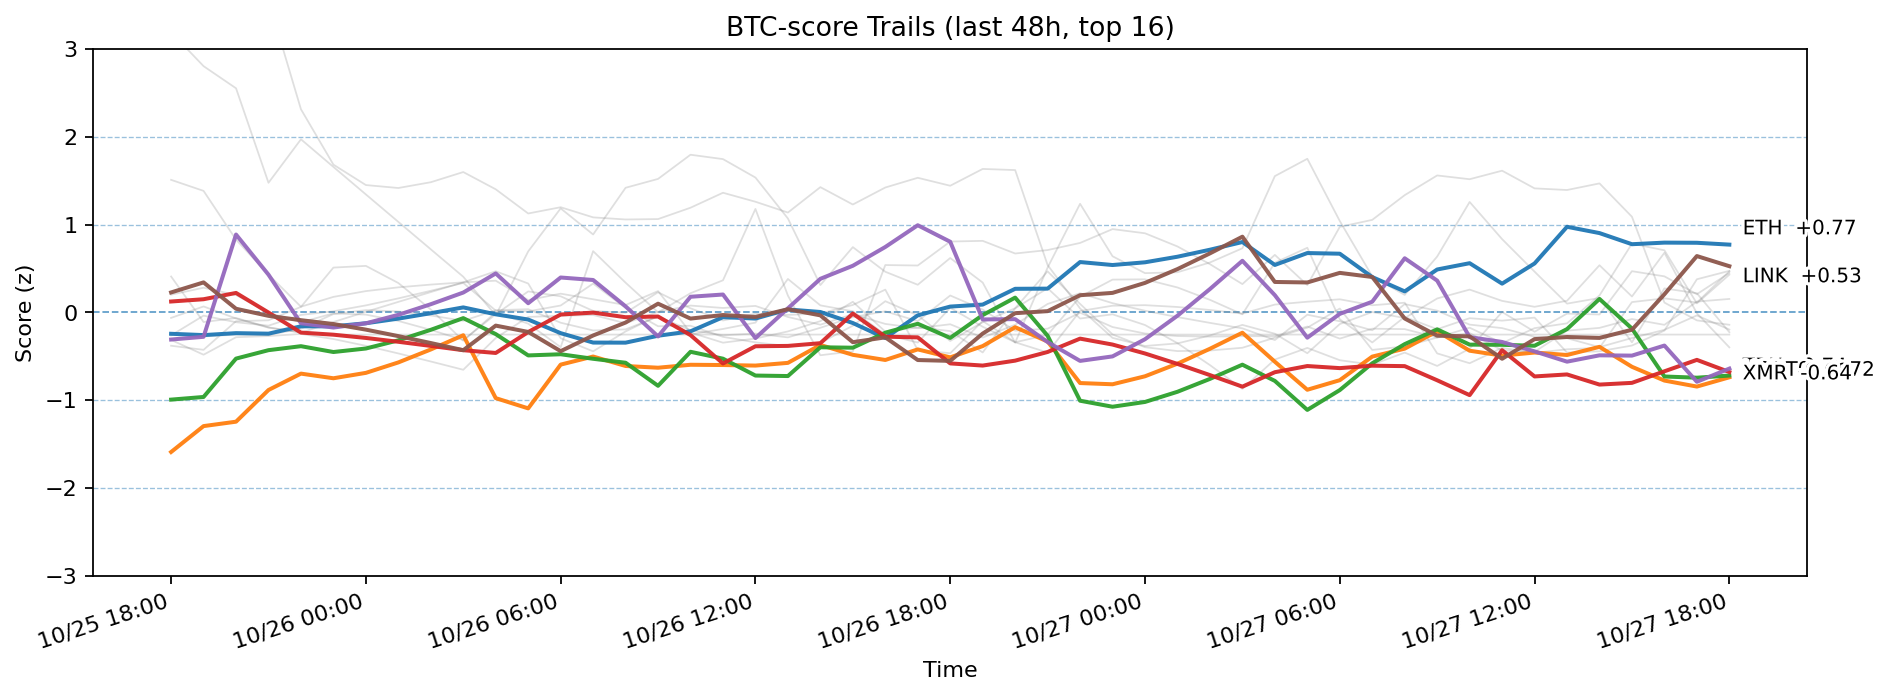 BTC-score Trails (last 48h, top 16)
Score (z)
3
2
1
0
−1
−2
−3
ETH +0.77
LINK +0.53
XMR -0.64
10/25 18:00
10/26 00:00
10/26 06:00
10/26 12:00
10/26 18:00
10/27 00:00
10/27 06:00
10/27 12:00
10/27 18:00
Time